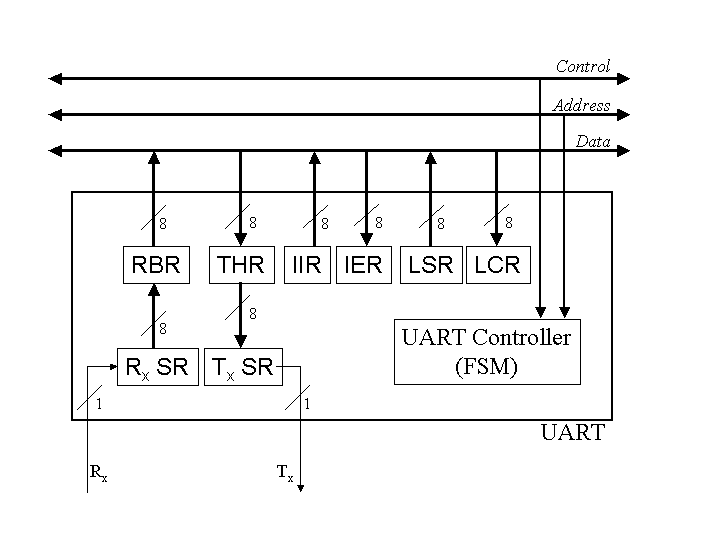 Control
Address
Data
8 8 8 8 8 8
RBR THR IIR IER LSR LCR
8 8
UART Controller
(FSM)
Rx SR Tx SR
1 1
UART
Rx Tx